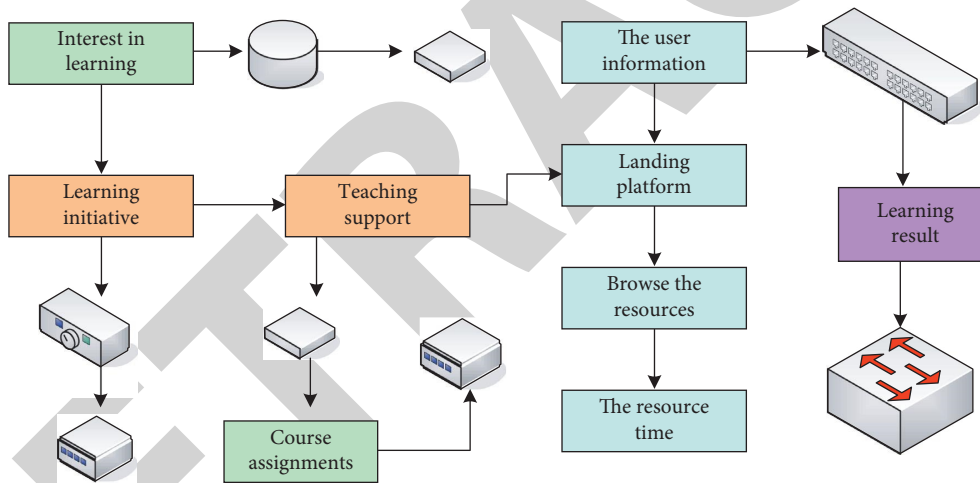 Interest in
learning
The user
information
Learning
initiative
Teaching
support
Landing
platform
Learning
result
Browse the
resources
Course
assignments
The resource
time
ETRAC